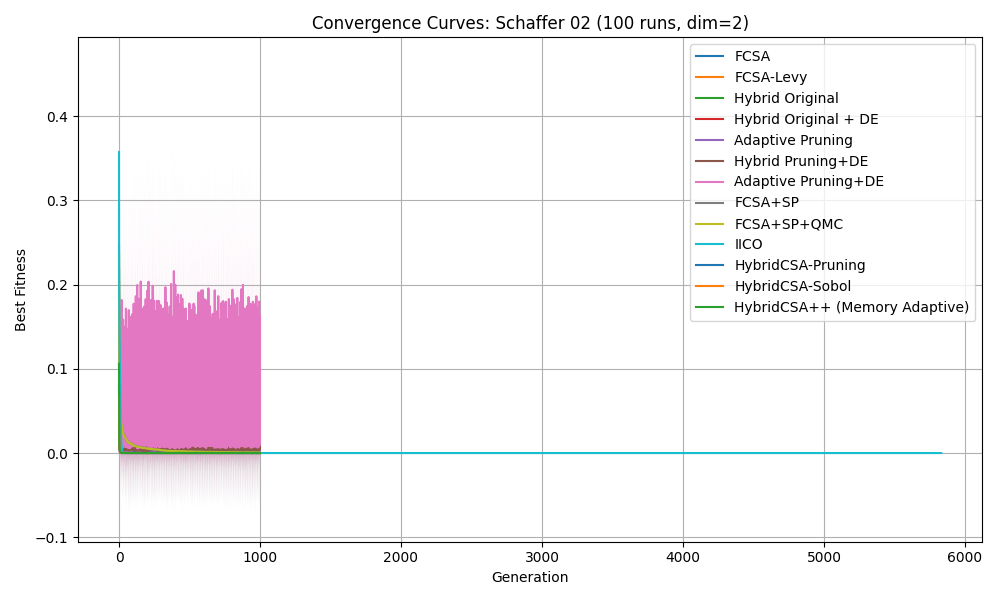 Convergence Curves: Schaffer 02 (100 runs, dim=2)
FCSA
FCSA-Levy
Hybrid Original
Hybrid Original + DE
Adaptive Pruning
Hybrid Pruning+DE
Adaptive Pruning+DE
FCSA+SP
FCSA+SP+QMC
IICO
HybridCSA-Pruning
HybridCSA-Sobol
HybridCSA++ (Memory Adaptive)
Best Fitness
0.4
0.3
0.2
0.1
0.0
−0.1
0 1000 2000 3000 4000 5000 6000
Generation